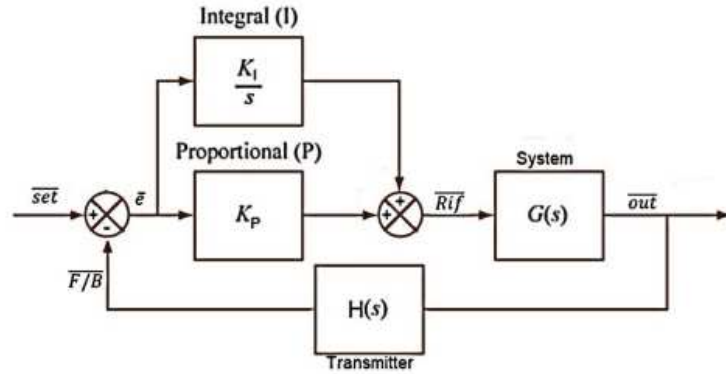 Integral (I)
K_I
s
Proportional (P)
System
set
+
-
ē
K_P
+
+
Rif
G(s)
out
F/B
H(s)
Transmitter